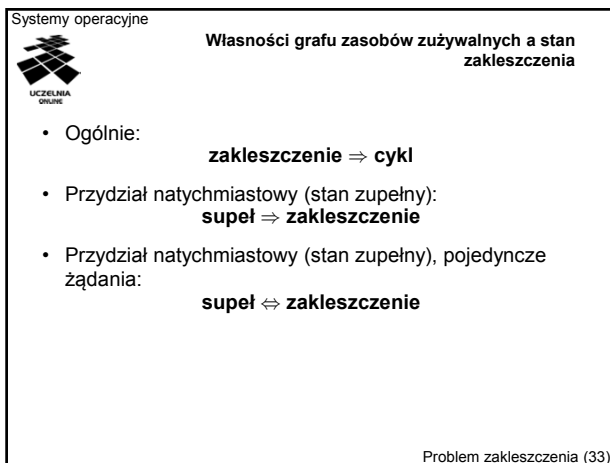 Systemy operacyjne
Własności grafu zasobów zużywalnych a stan
zakleszczenia
UCZELNIA
ONLINE
• Ogólnie:
zakleszczenie ⇒ cykl
• Przydział natychmiastowy (stan zupełny):
supeł ⇒ zakleszczenie
• Przydział natychmiastowy (stan zupełny), pojedyncze
żądania:
supeł ⇔ zakleszczenie
Problem zakleszczenia (33)